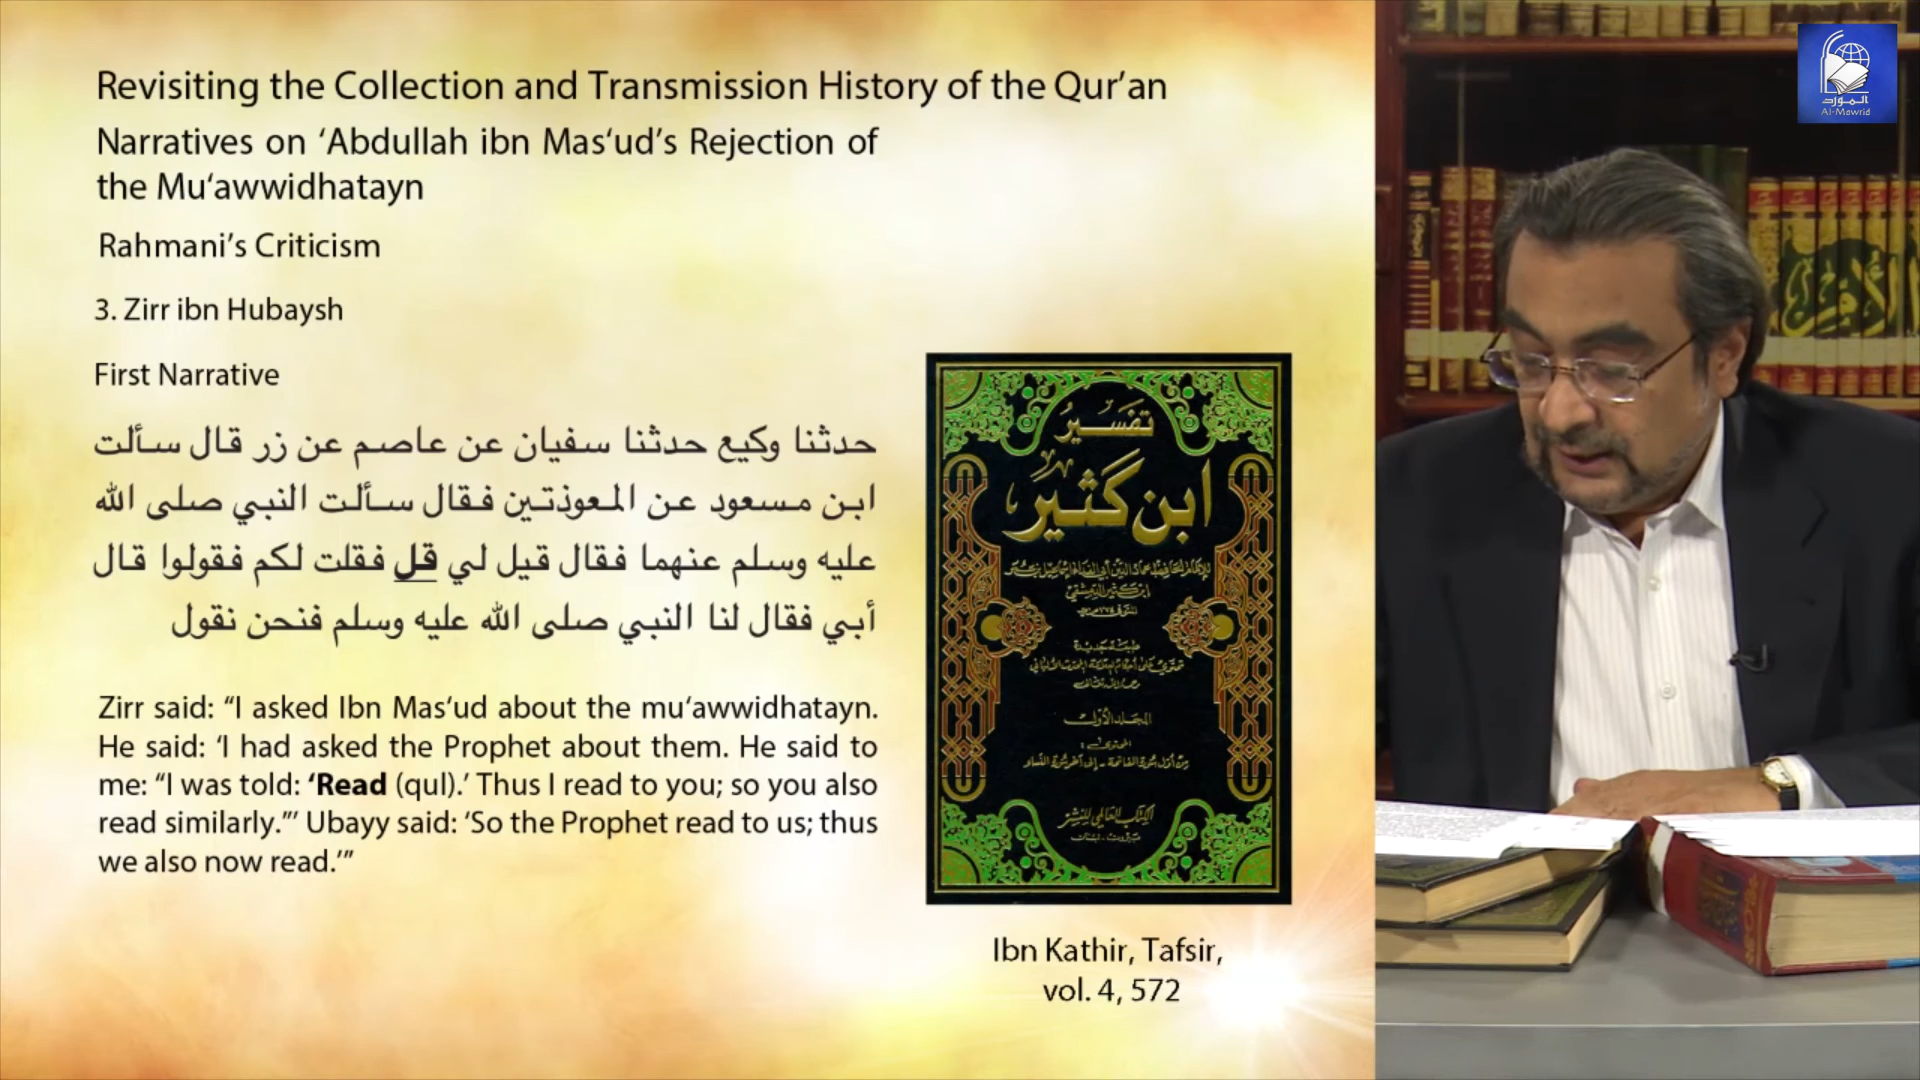 Revisiting the Collection and Transmission History of the Qur’an
Narratives on ‘Abdullah ibn Mas‘ud’s Rejection of
the Mu‘awwidhatayn
Rahmani’s Criticism
3. Zirr ibn Hubaysh
First Narrative
حدثنا وكيع حدثنا سفيان عن عاصم عن زر قال سألت
ابن مسعود عن المعوذتين فقال سألت النبي صلى الله
عليه وسلم عنهما فقال قيل لي قل فقلت لكم فقولوا قال
أبي فقال لنا النبي صلى الله عليه وسلم فنحن نقول
Zirr said: “I asked Ibn Mas‘ud about the mu‘awwidhatayn.
He said: ‘I had asked the Prophet about them. He said to
me: “I was told: ‘Read (qul).’ Thus I read to you; so you also
read similarly.”’ Ubayy said: ‘So the Prophet read to us; thus
we also now read.’”
تفسير
ابن كثير
المجلد الأول
Ibn Kathir, Tafsir,
vol. 4, 572
المورد
Al-Mawrid